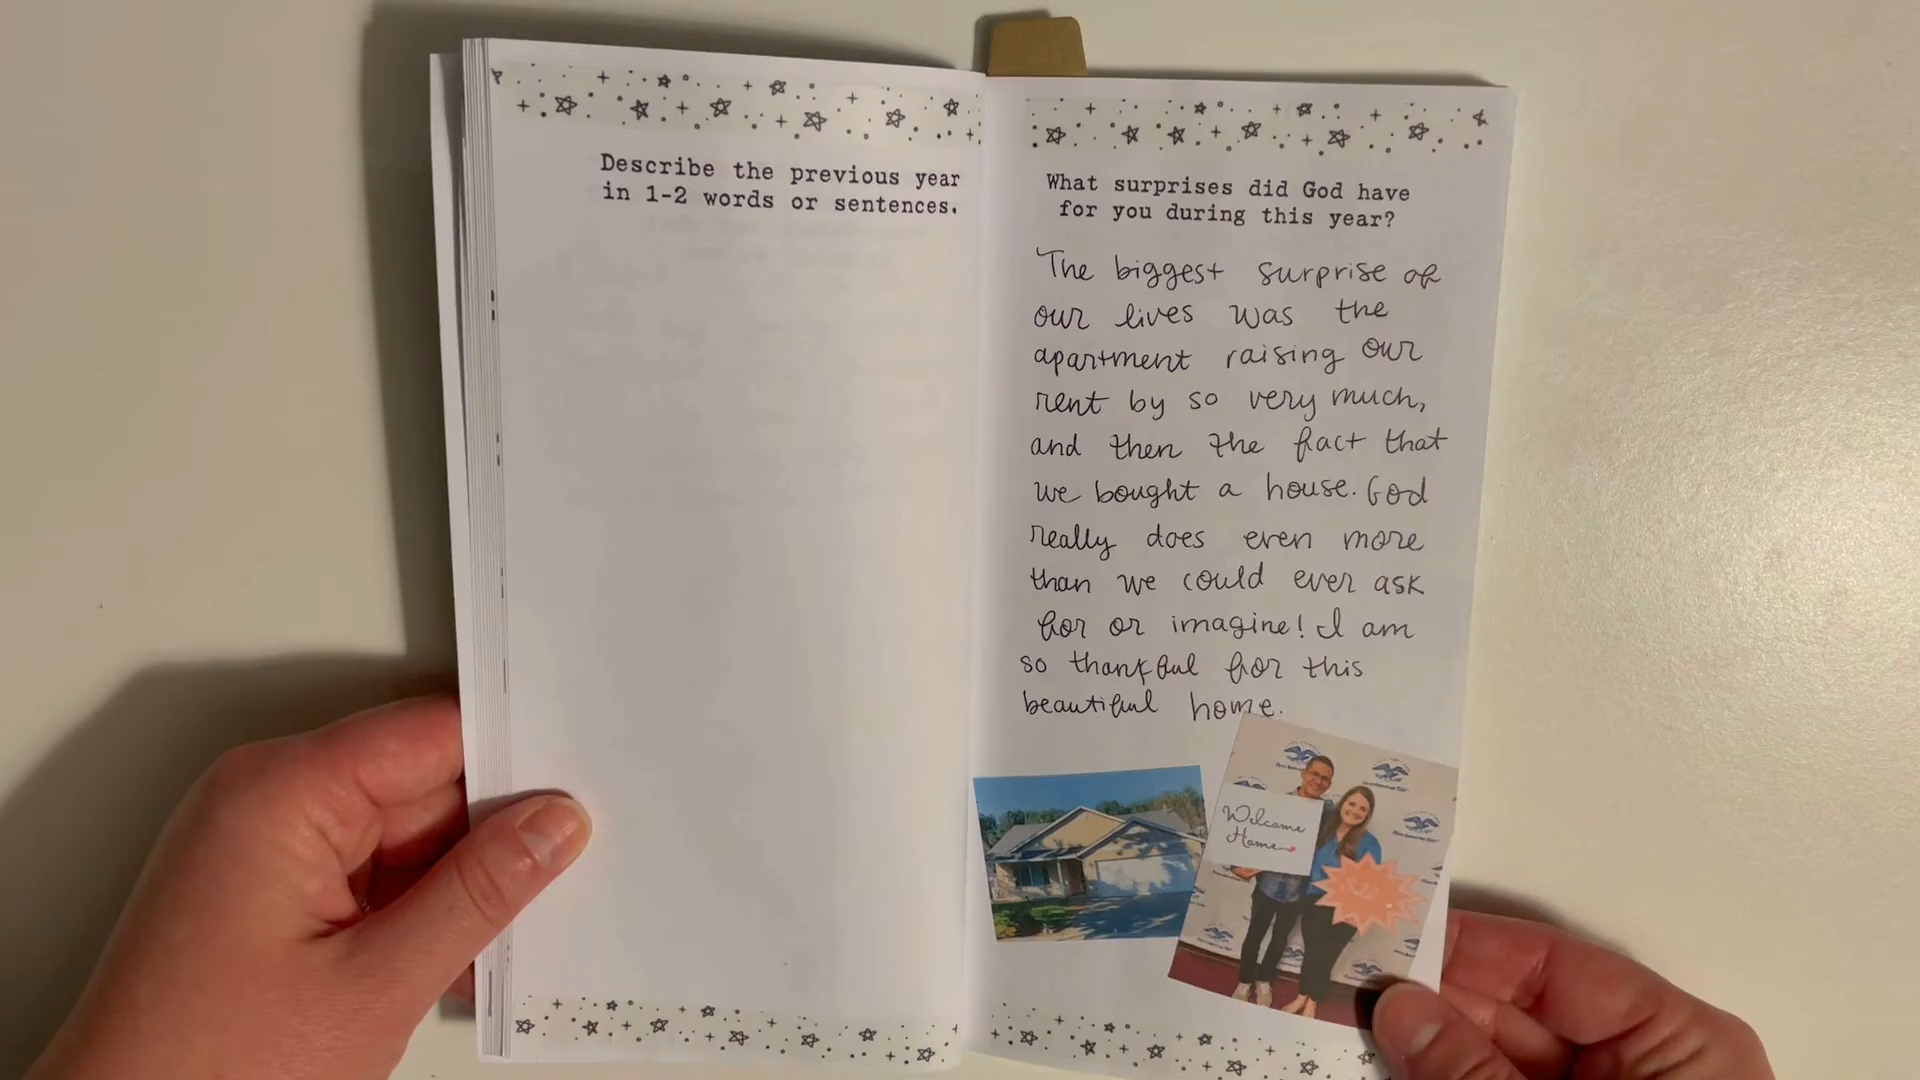 Describe the previous year
in 1-2 words or sentences.
What surprises did God have
for you during this year?
The biggest surprise of
our lives was the
apartment raising our
rent by so very much,
and then the fact that
we bought a house. God
really does even more
than we could ever ask
for or imagine! I am
so thankful for this
beautiful home.
Welcome
Home